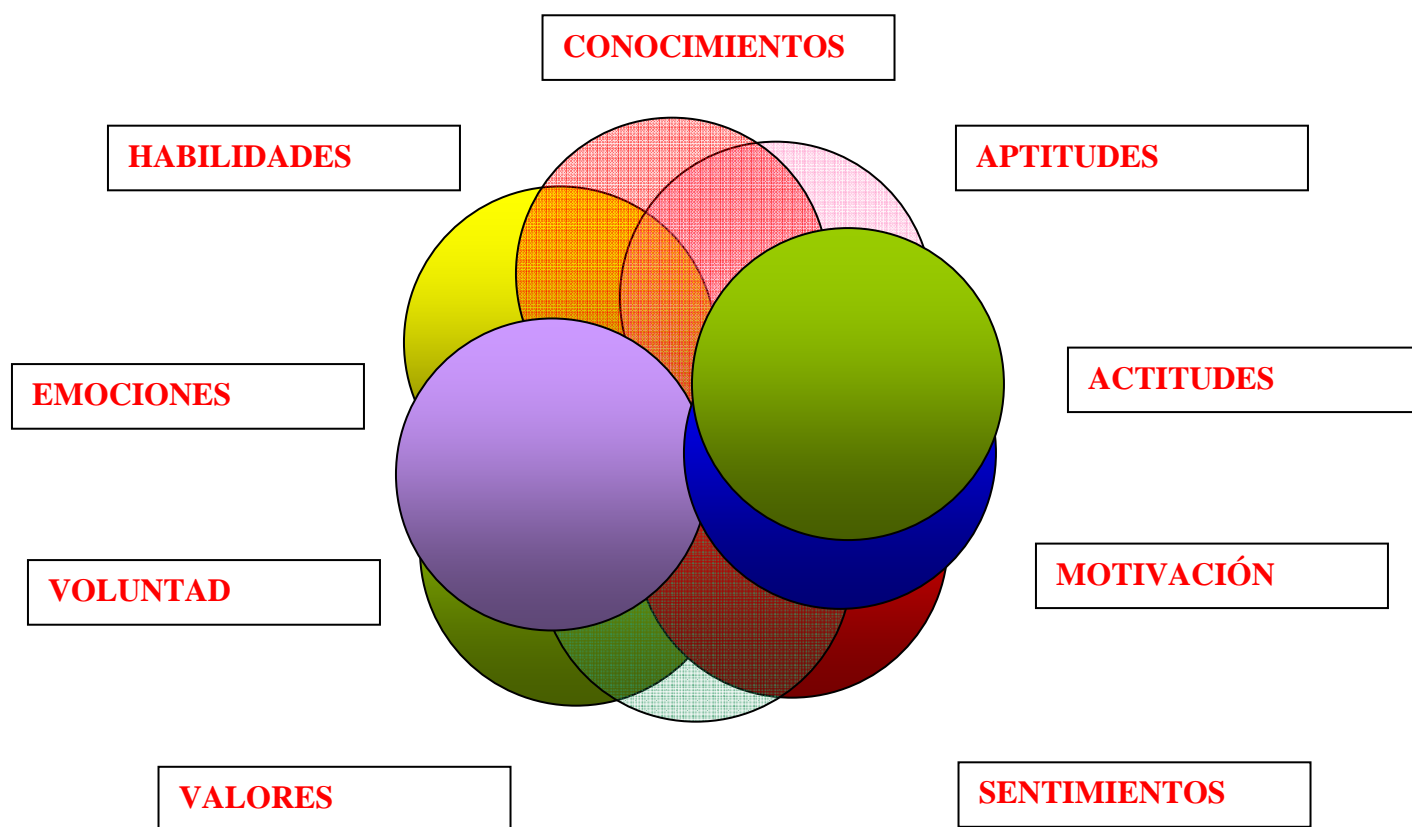 CONOCIMIENTOS
HABILIDADES
APTITUDES
EMOCIONES
ACTITUDES
VOLUNTAD
MOTIVACIÓN
VALORES
SENTIMIENTOS